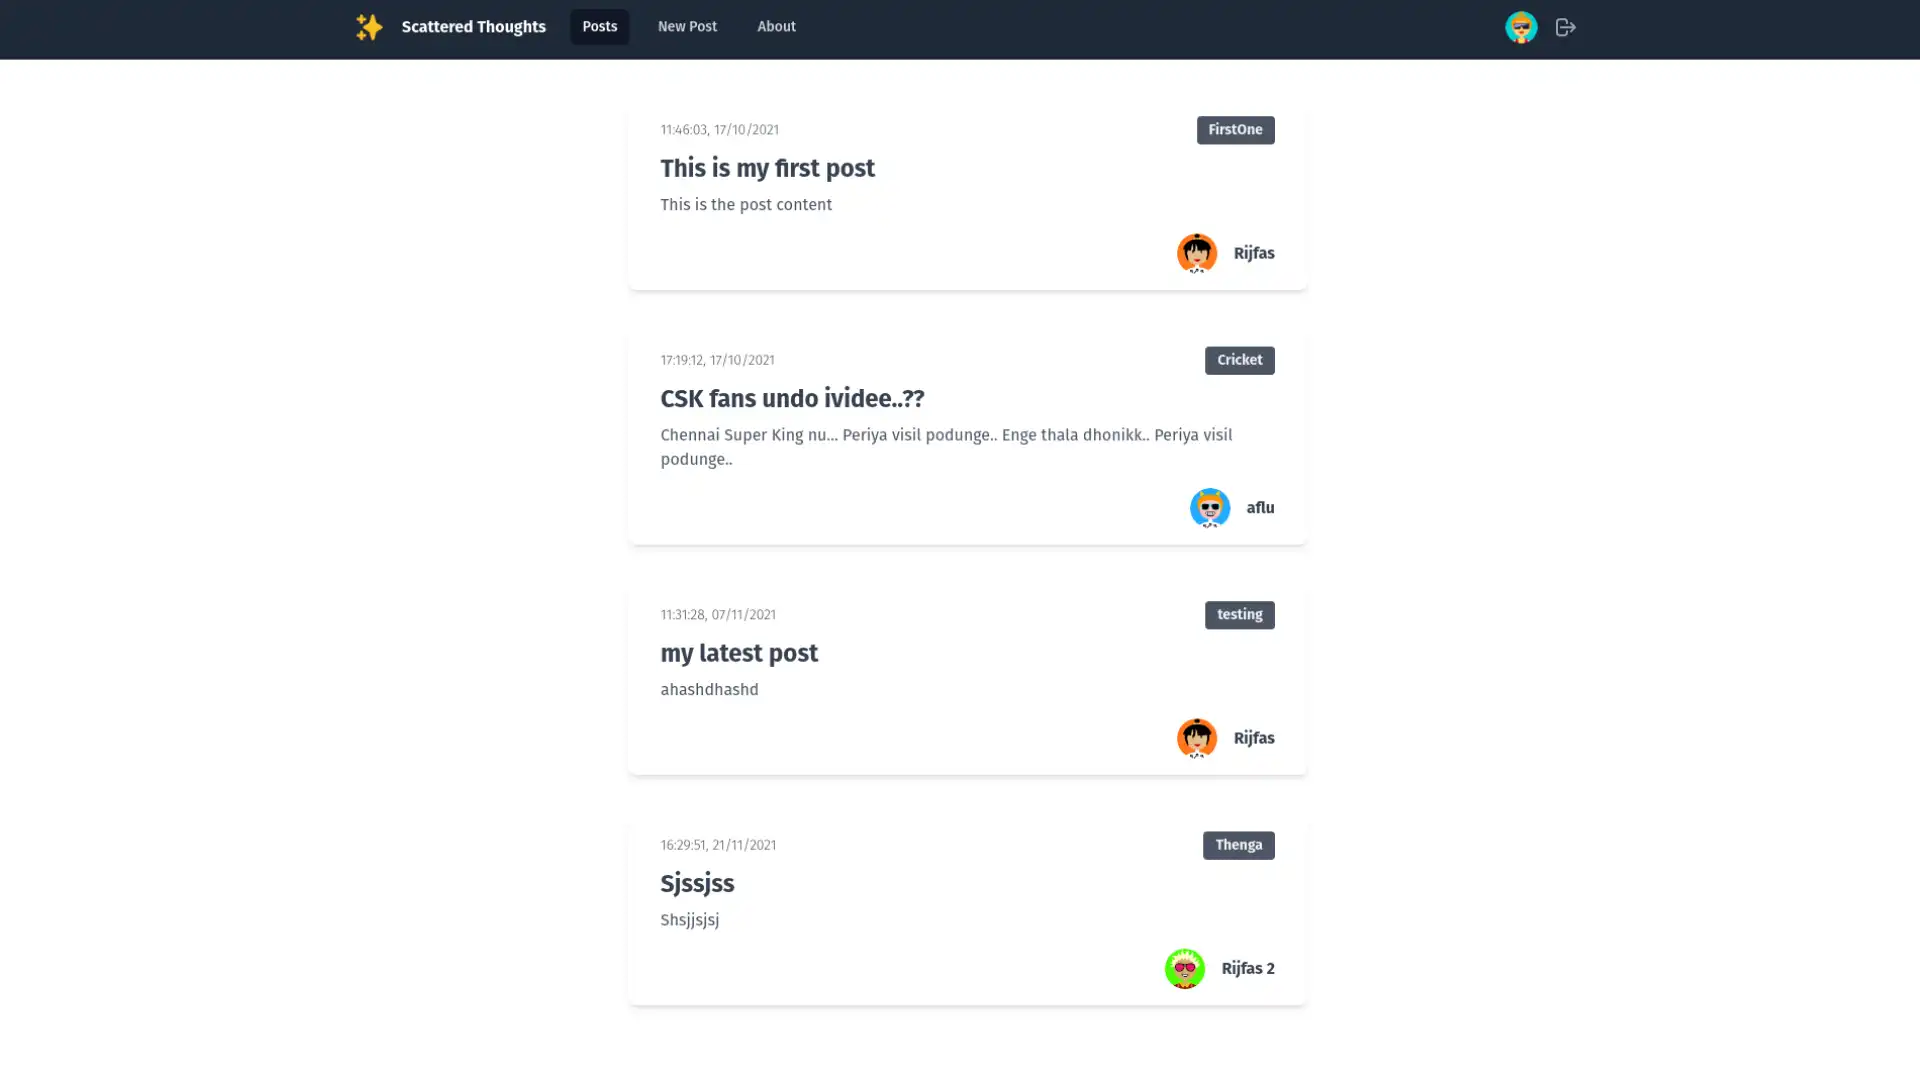 Scattered Thoughts
Posts
New Post
About
11:46:03, 17/10/2021
FirstOne
This is my first post
This is the post content
Rijfas
17:19:12, 17/10/2021
Cricket
CSK fans undo ividee..??
Chennai Super King nu... Periya visil podunge.. Enge thala dhonikk.. Periya visil
podunge..
aflu
11:31:28, 07/11/2021
testing
my latest post
ahashdhashd
Rijfas
16:29:51, 21/11/2021
Thenga
Sjssjss
Shsjjsjsj
Rijfas 2